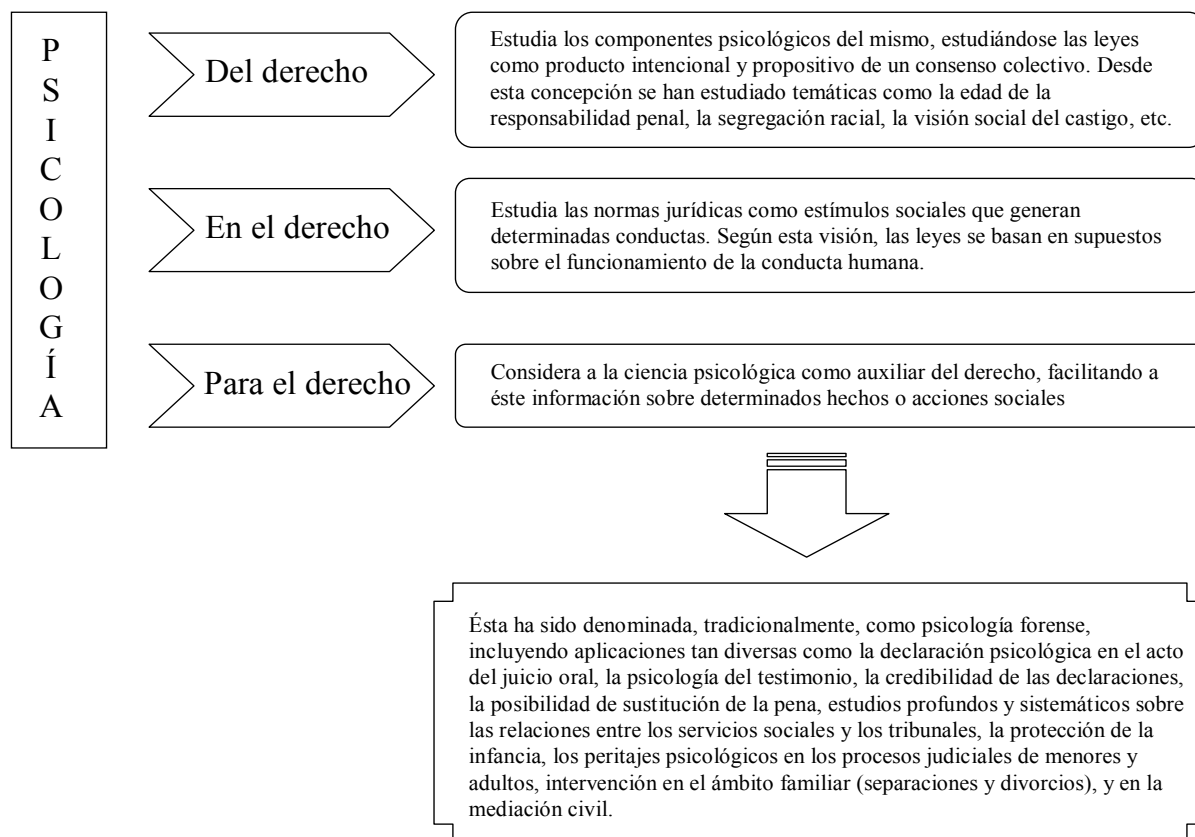 PSICOLOGÍA
Del derecho
Estudia los componentes psicológicos del mismo, estudiándose las leyes
como producto intencional y propositivo de un consenso colectivo. Desde
esta concepción se han estudiado temáticas como la edad de la
responsabilidad penal, la segregación racial, la visión social del castigo, etc.
En el derecho
Estudia las normas jurídicas como estímulos sociales que generan
determinadas conductas. Según esta visión, las leyes se basan en supuestos
sobre el funcionamiento de la conducta humana.
Para el derecho
Considera a la ciencia psicológica como auxiliar del derecho, facilitando a
éste información sobre determinados hechos o acciones sociales
Ésta ha sido denominada, tradicionalmente, como psicología forense,
incluyendo aplicaciones tan diversas como la declaración psicológica en el acto
del juicio oral, la psicología del testimonio, la credibilidad de las declaraciones,
la posibilidad de sustitución de la pena, estudios profundos y sistemáticos sobre
las relaciones entre los servicios sociales y los tribunales, la protección de la
infancia, los peritajes psicológicos en los procesos judiciales de menores y
adultos, intervención en el ámbito familiar (separaciones y divorcios), y en la
mediación civil.